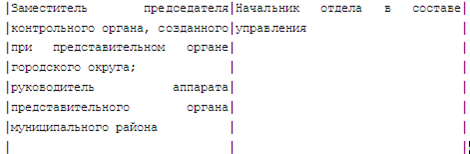 |Заместитель председателя|Начальник отдела в составе|
|контрольного органа, созданного|управления |
|при представительном органе| |
|городского округа; | |
|руководитель аппарата| |
|представительного органа| |
|муниципального района | |
| | |